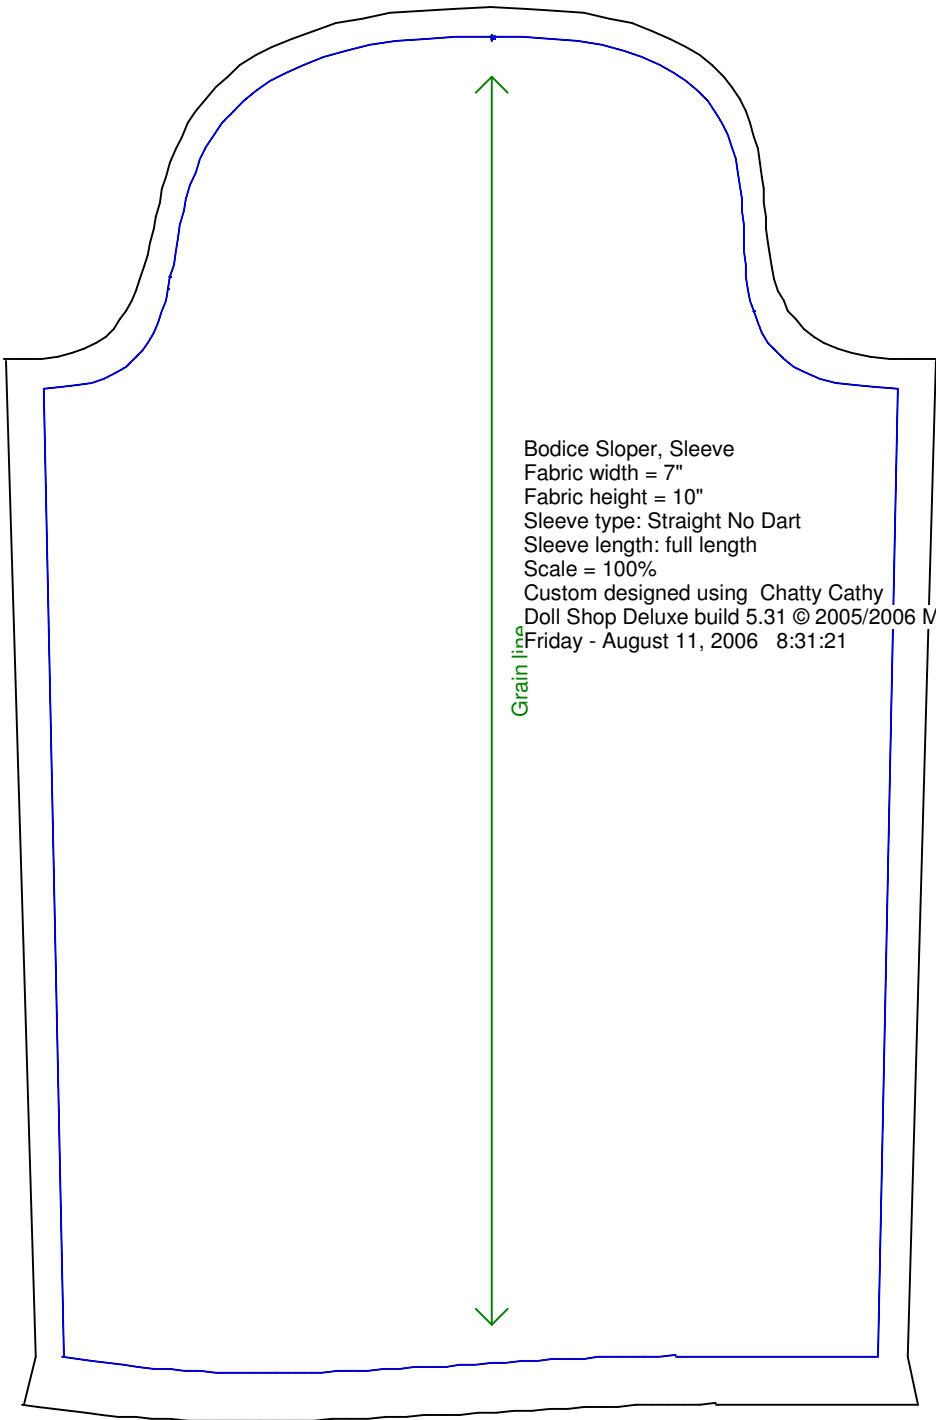 Bodice Sloper, Sleeve
Fabric width = 7"
Fabric height = 10"
Sleeve type: Straight No Dart
Sleeve length: full length
Scale = 100%
Custom designed using  Chatty Cathy
Doll Shop Deluxe build 5.31 © 2005/2006 M
Friday - August 11, 2006   8:31:21
Grain line